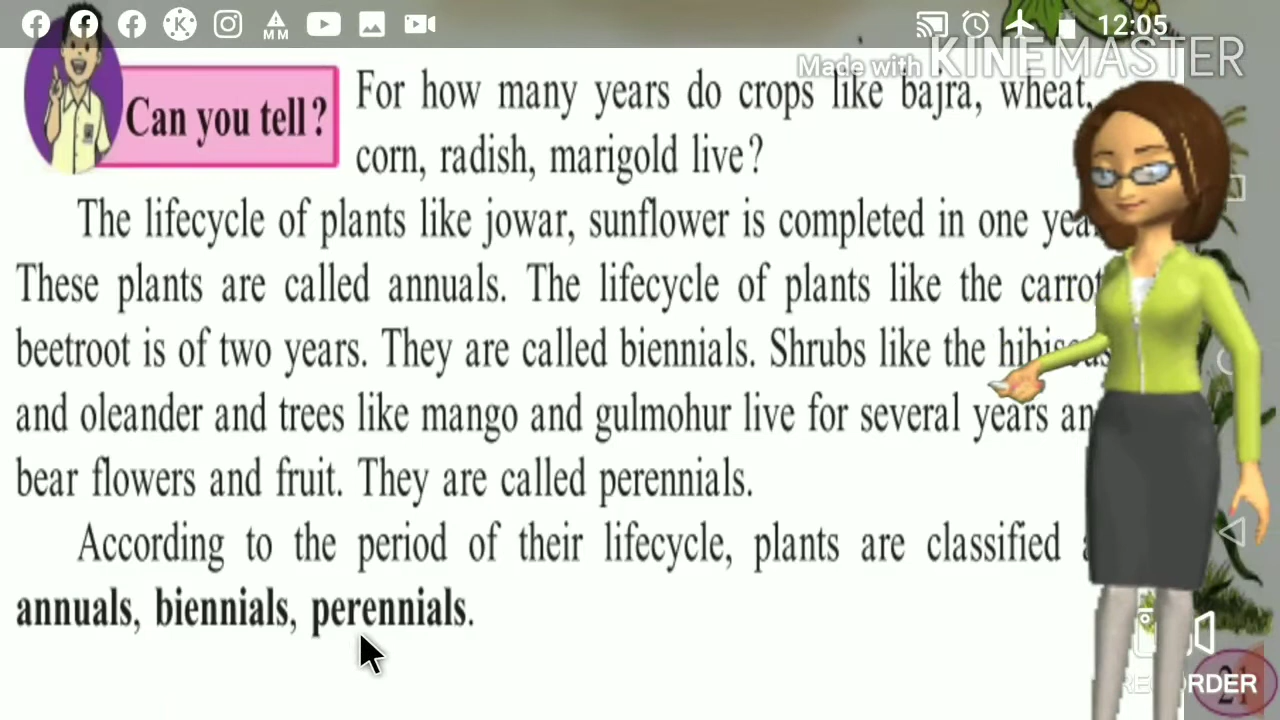 12:05
Made with KINEMASTER
Can you tell?
For how many years do crops like bajra, wheat,
corn, radish, marigold live?
The lifecycle of plants like jowar, sunflower is completed in one
These plants are called annuals. The lifecycle of plants like the carrot
beetroot is of two years. They are called biennials. Shrubs like the
and oleander and trees like mango and gulmohur live for several years
bear flowers and fruit. They are called perennials.
According to the period of their lifecycle, plants are classified
annuals, biennials, perennials.